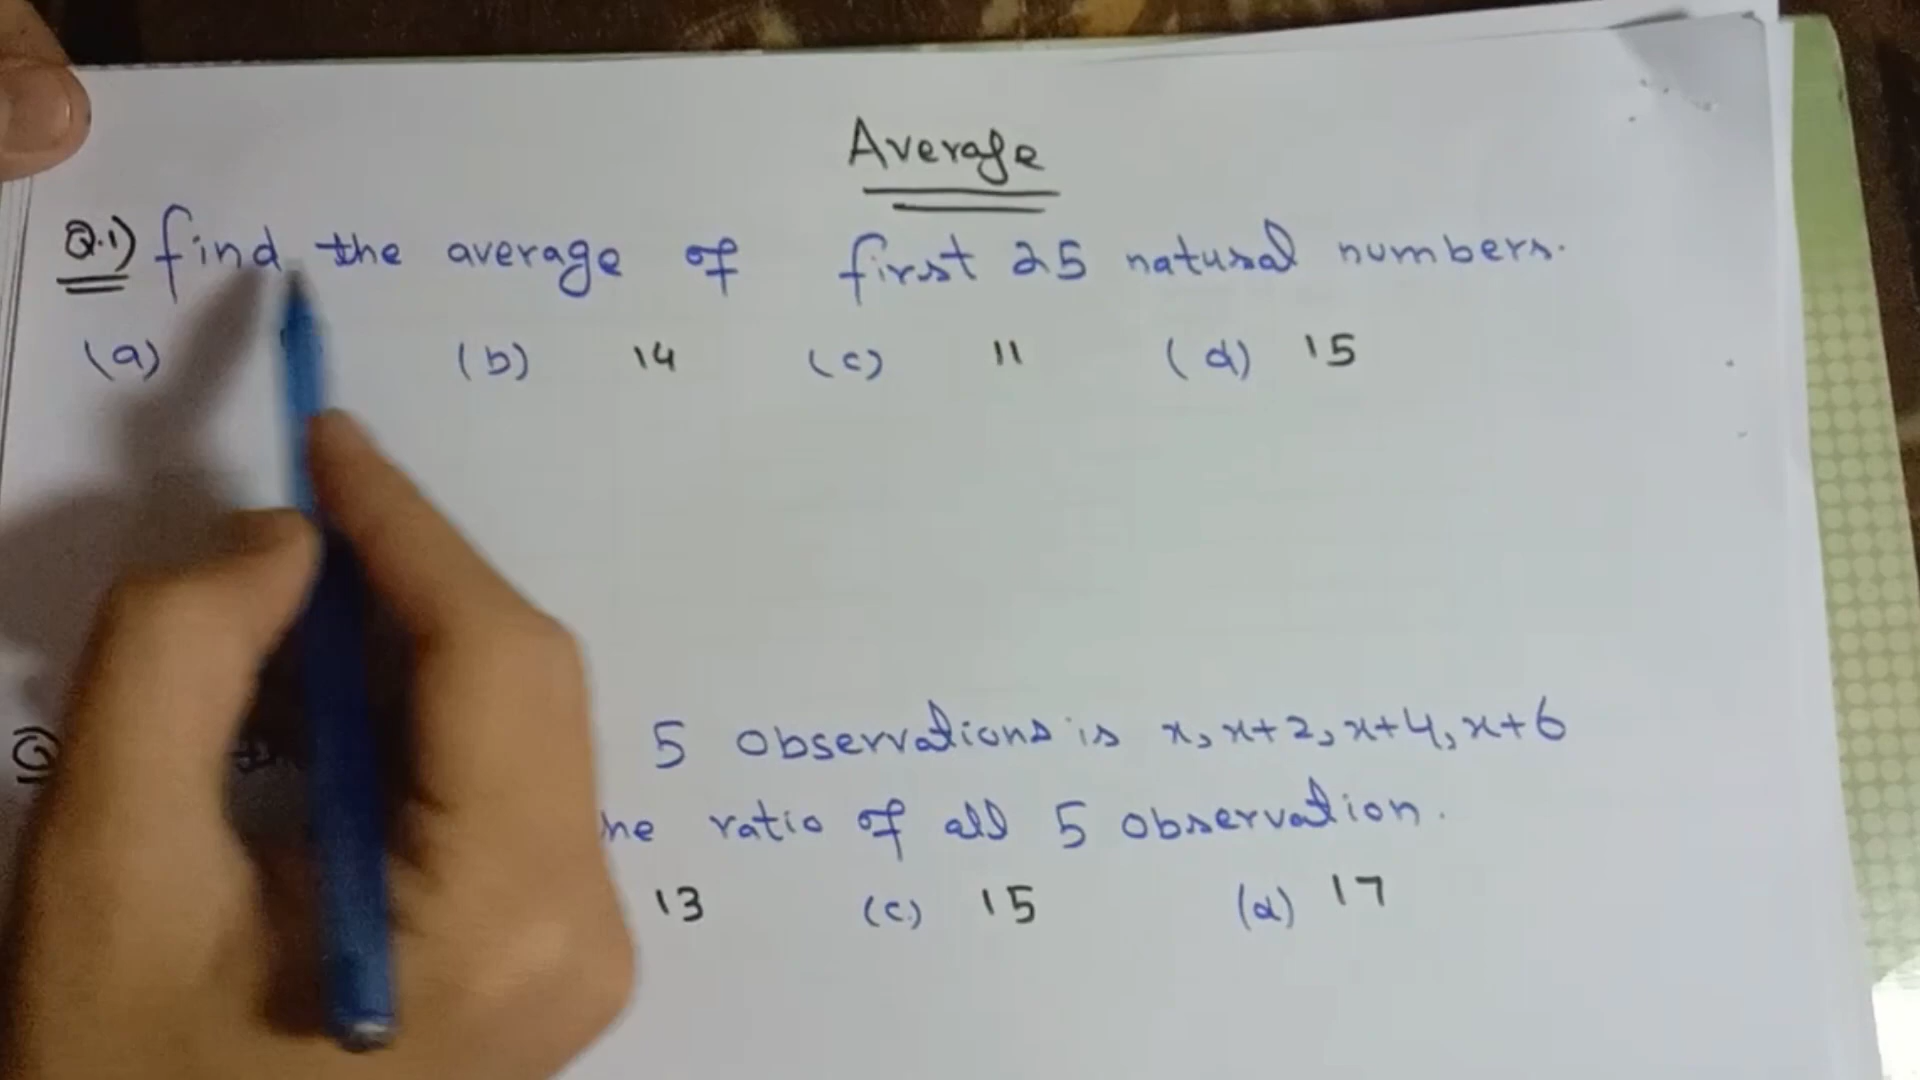 Average
Q.1) find the average of first 25 natural numbers.
(a) (b) 14 (c) 11 (d) 15
5 observations is x, x+2, x+4, x+6
ratio of all 5 observation.
13 (c) 15 (d) 17